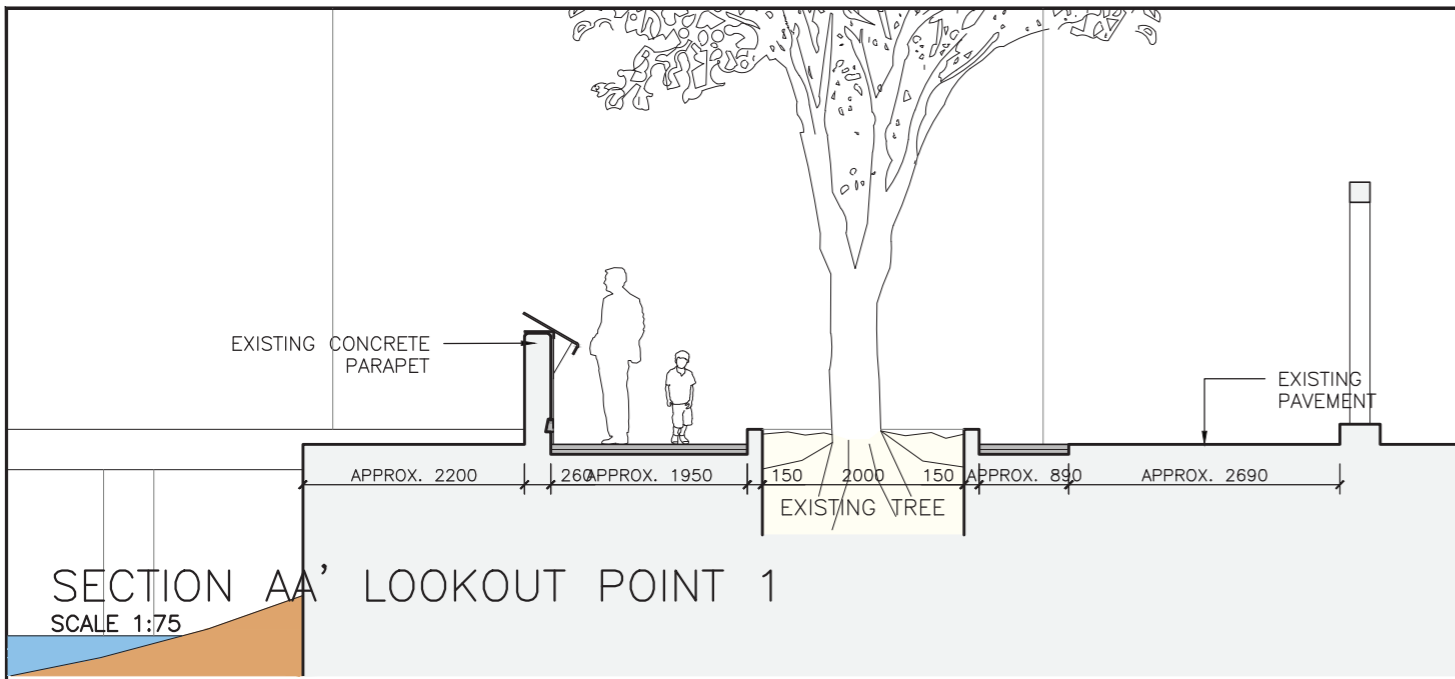 EXISTING CONCRETE
PARAPET
EXISTING
PAVEMENT
APPROX. 2200
260
APPROX. 1950
150
2000
150
APPROX. 890
APPROX. 2690
EXISTING TREE
SECTION AA' LOOKOUT POINT 1
SCALE 1:75